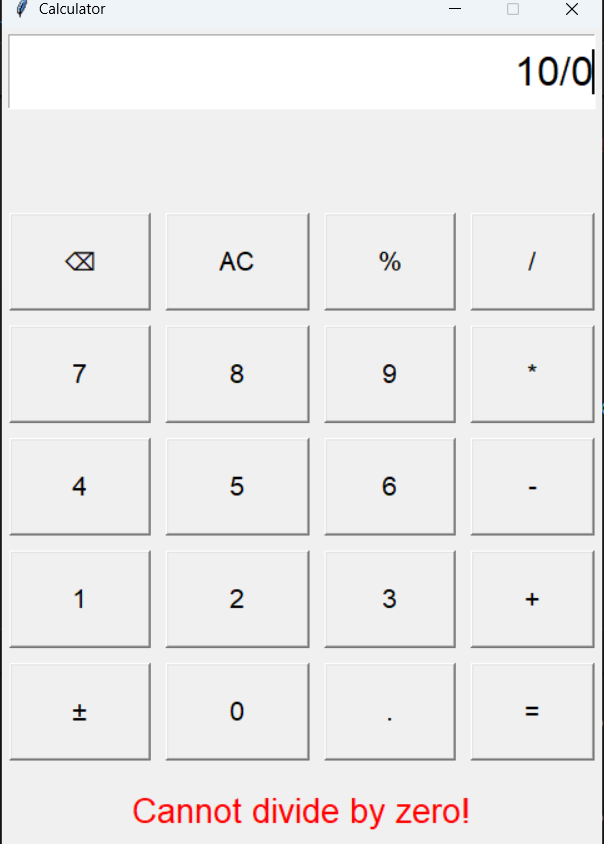 Calculator
10/0
⌫ AC % /
7 8 9 *
4 5 6 -
1 2 3 +
± 0 . =
Cannot divide by zero!